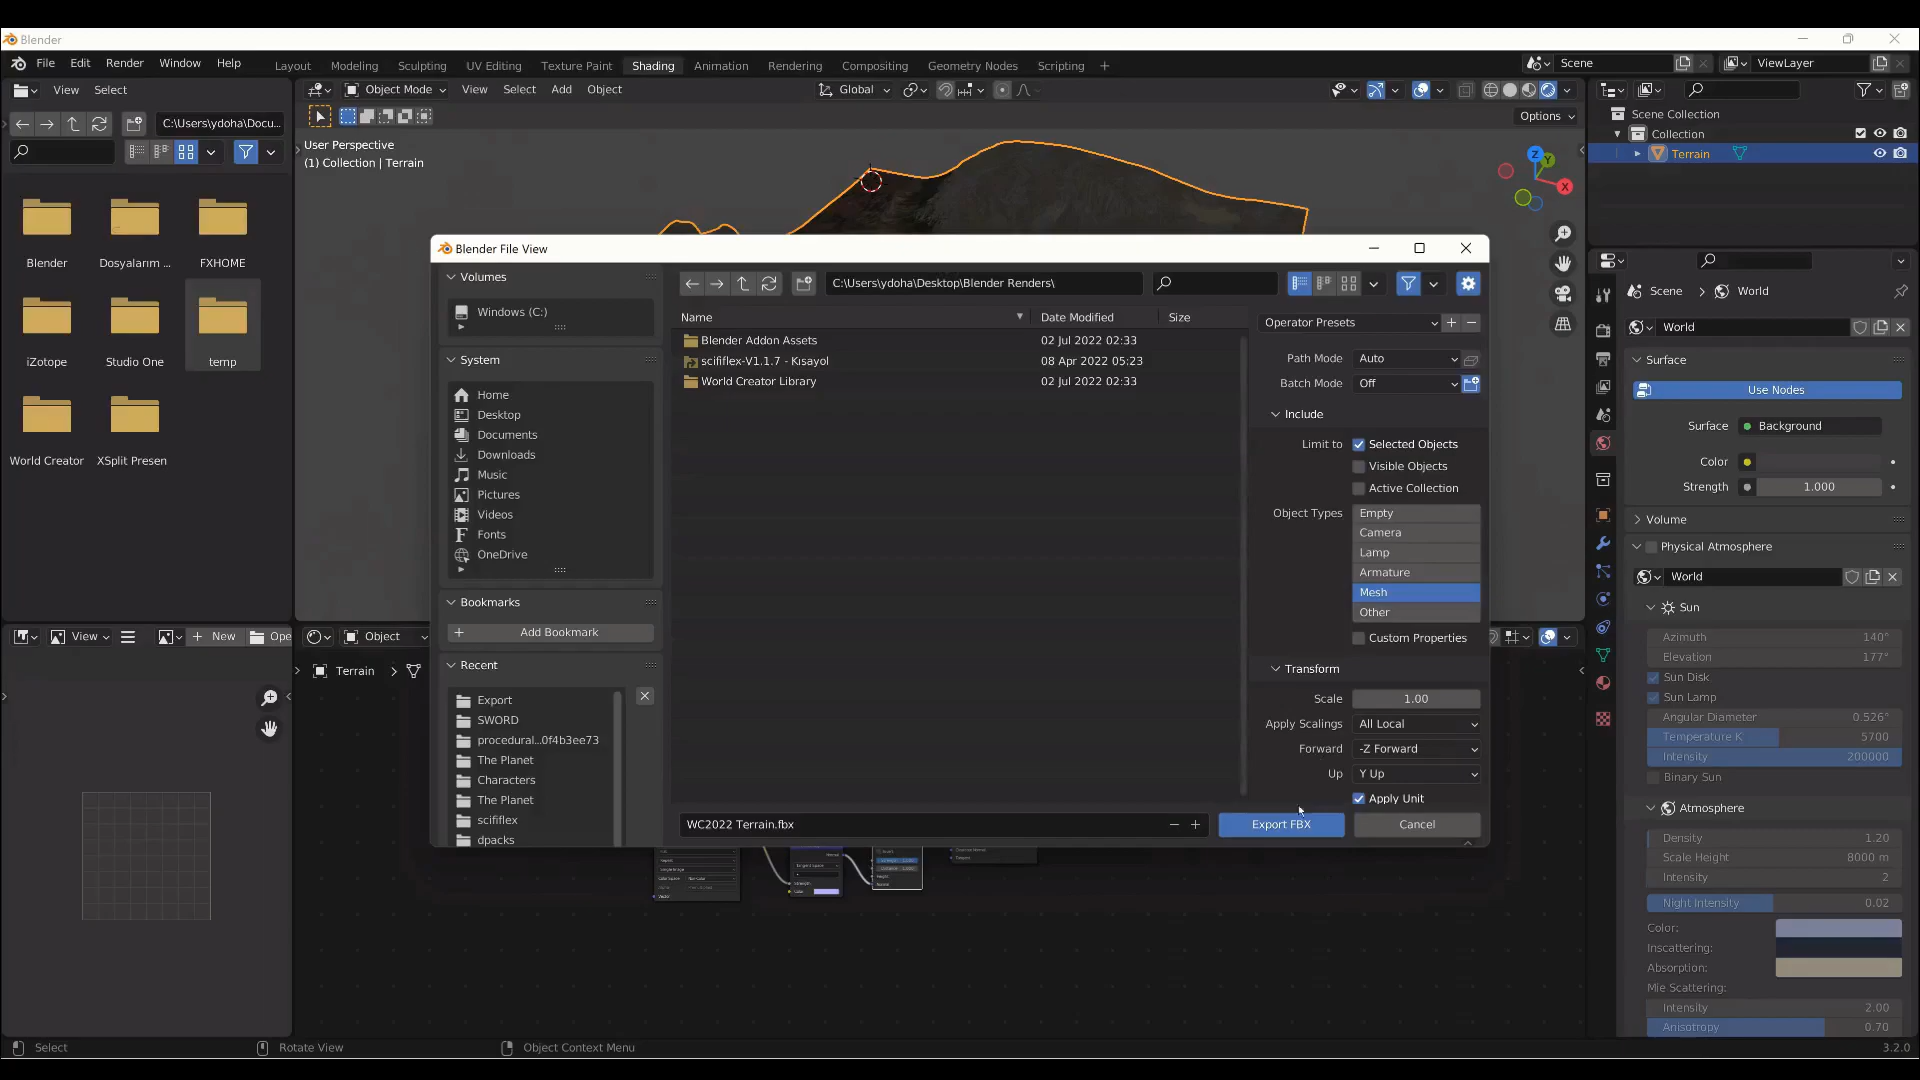 Blender
File Edit Render Window Help
Layout Modeling Sculpting UV Editing Texture Paint Shading Animation Rendering Compositing Geometry Nodes Scripting +
Scene
ViewLayer
View Select
C:\Users\ydoha\Docu...
Blender
Dosyalarım ...
FXHOME
iZotope
Studio One
temp
World Creator
XSplit Presen
Object Mode View Select Add Object
Global
Options
User Perspective
(1) Collection | Terrain
Z
Y
X
Scene Collection
Collection
Terrain
Blender File View
Volumes
Windows (C:)
System
Home
Desktop
Documents
Downloads
Music
Pictures
Videos
Fonts
OneDrive
Bookmarks
+ Add Bookmark
Recent
Export
SWORD
procedural...0f4b3ee73
The Planet
Characters
The Planet
scififlex
dpacks
C:\Users\ydoha\Desktop\Blender Renders\
Name Date Modified Size
Blender Addon Assets 02 Jul 2022 02:33
scififlex-V1.1.7 - Kısayol 08 Apr 2022 05:23
World Creator Library 02 Jul 2022 02:33
Operator Presets
Path Mode Auto
Batch Mode Off
Include
Limit to Selected Objects
Visible Objects
Active Collection
Object Types Empty
Camera
Lamp
Armature
Mesh
Other
Custom Properties
Transform
Scale 1.00
Apply Scalings All Local
Forward -Z Forward
Up Y Up
Apply Unit
WC2022 Terrain.fbx
Export FBX
Cancel
View
+ New
Ope
Object
Terrain
Scene > World
World
Surface
Use Nodes
Surface Background
Color
Strength 1.000
Volume
Physical Atmosphere
World
Sun
Azimuth 140°
Elevation 177°
Sun Disk
Sun Lamp
Angular Diameter 0.526°
Temperature K 5700
Intensity 200000
Binary Sun
Atmosphere
Density 1.20
Scale Height 8000 m
Intensity 2
Night Intensity 0.02
Color:
Inscattering:
Absorption:
Mie Scattering:
Intensity 2.00
Anisotropy 0.70
Select
Rotate View
Object Context Menu
3.2.0